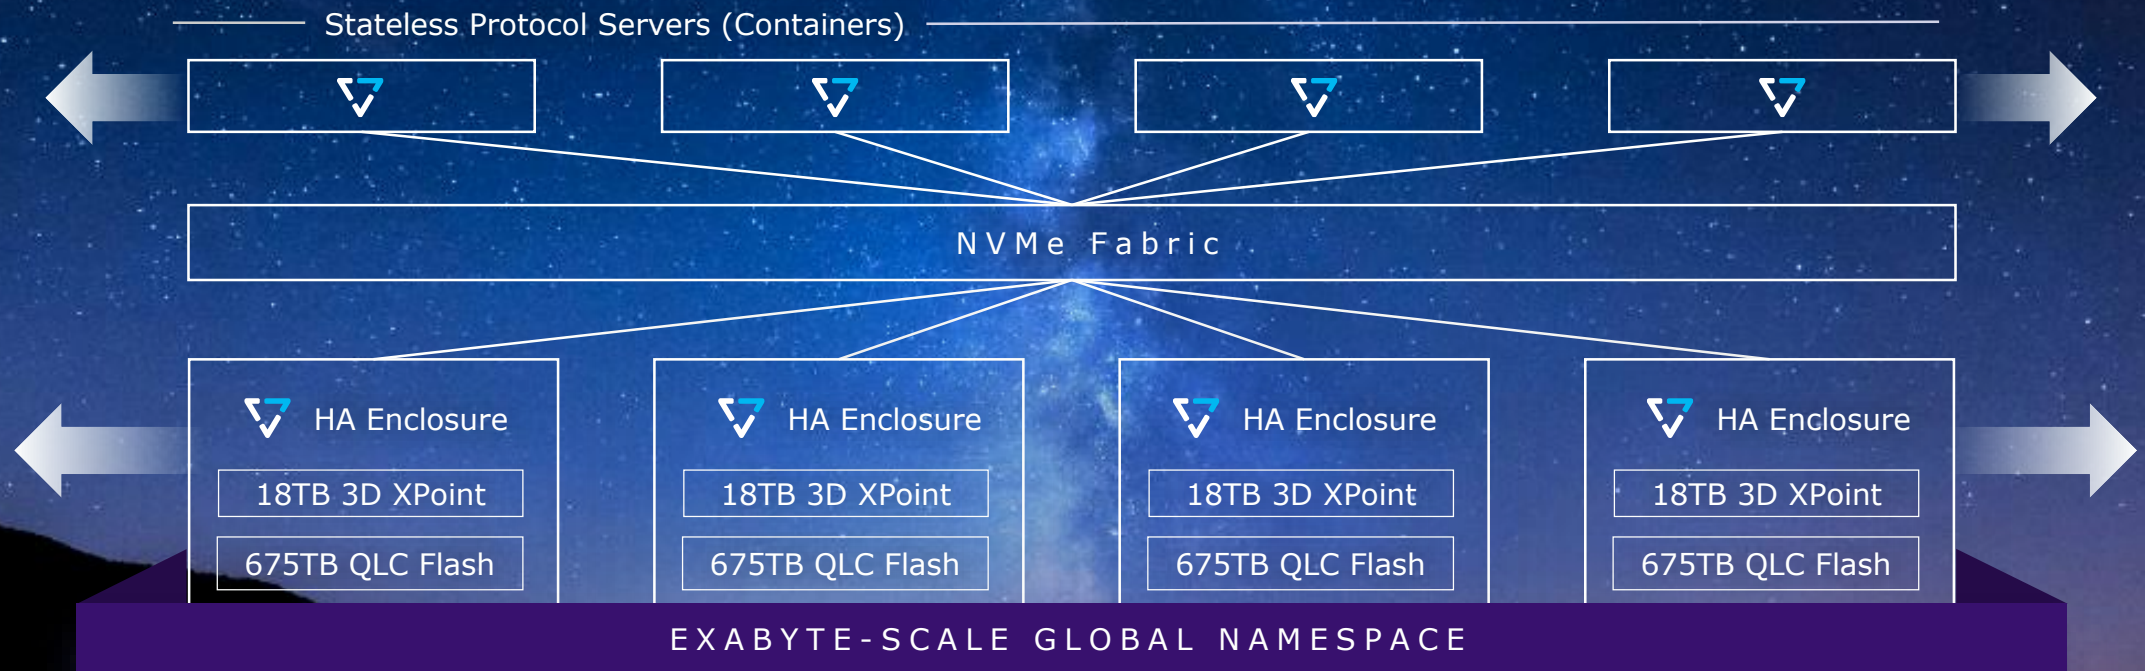 Stateless Protocol Servers (Containers)
NVMe Fabric
HA Enclosure
HA Enclosure
HA Enclosure
HA Enclosure
18TB 3D XPoint
18TB 3D XPoint
18TB 3D XPoint
18TB 3D XPoint
675TB QLC Flash
675TB QLC Flash
675TB QLC Flash
675TB QLC Flash
EXABYTE-SCALE GLOBAL NAMESPACE